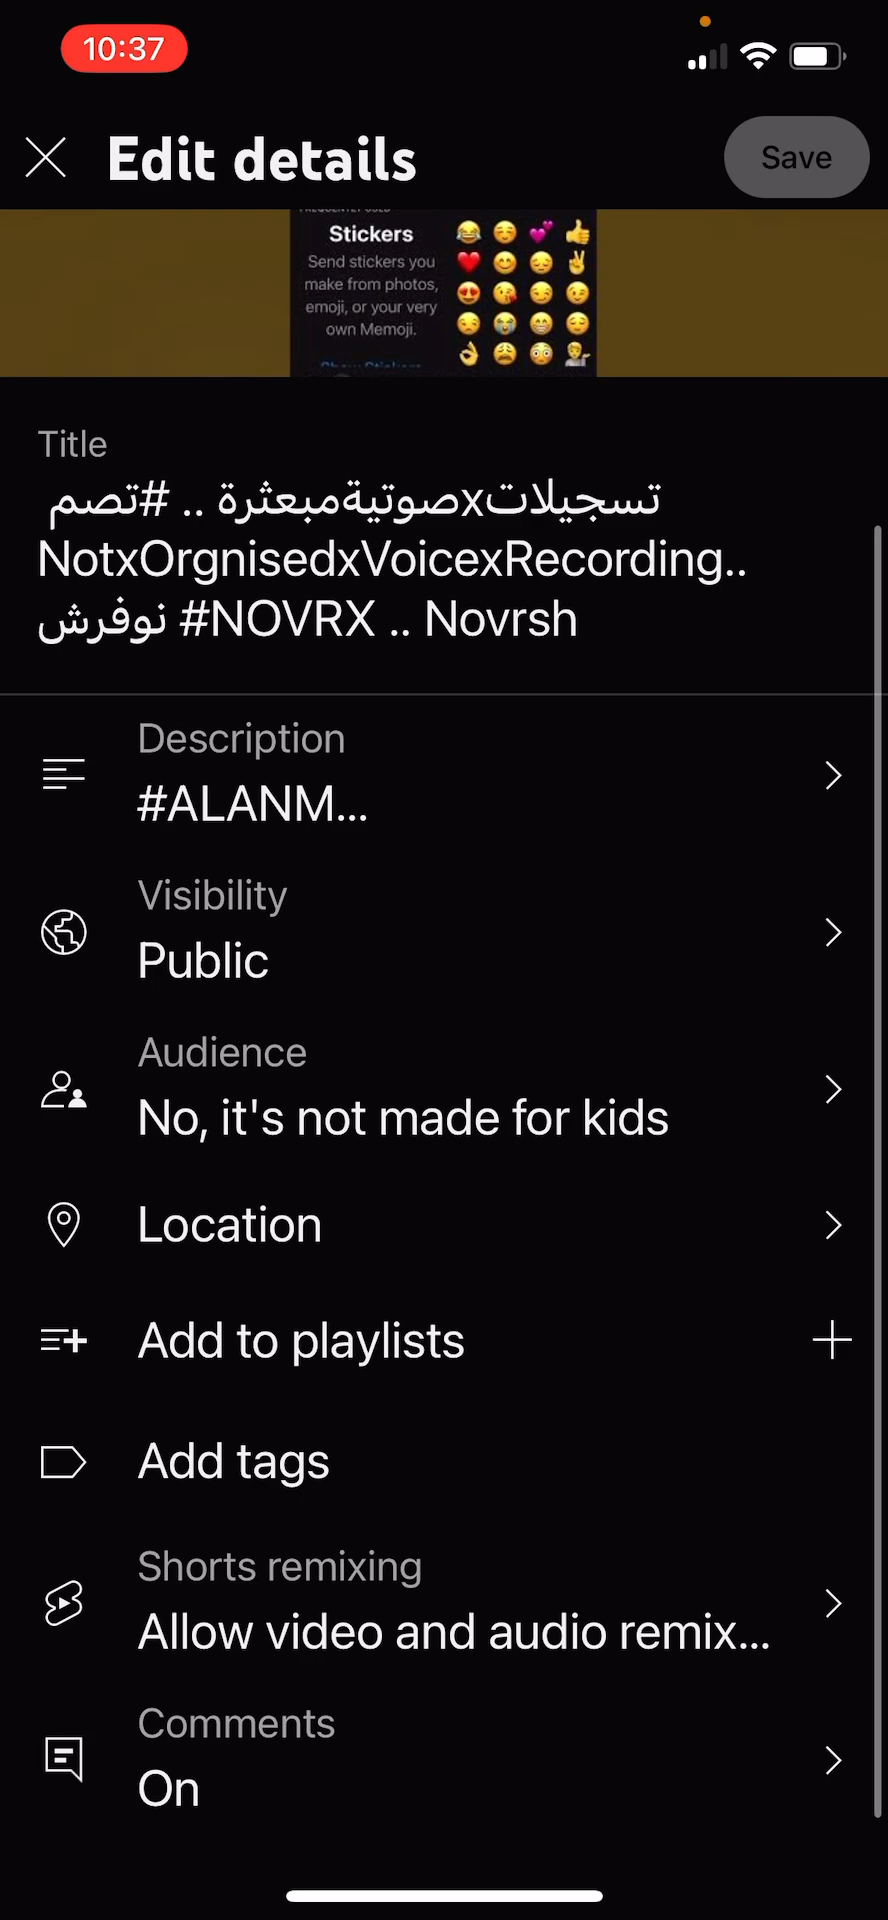 10:37
Edit details
Save
Stickers
Send stickers you
make from photos,
emoji, or your very
own Memoji.
Title
تسجيلاتxصوتيةمبعثرة .. #تصم
NotxOrgnisedxVoicexRecording..
نوفرش #NOVRX .. Novrsh
Description
#ALANM...
Visibility
Public
Audience
No, it's not made for kids
Location
Add to playlists
Add tags
Shorts remixing
Allow video and audio remix...
Comments
On